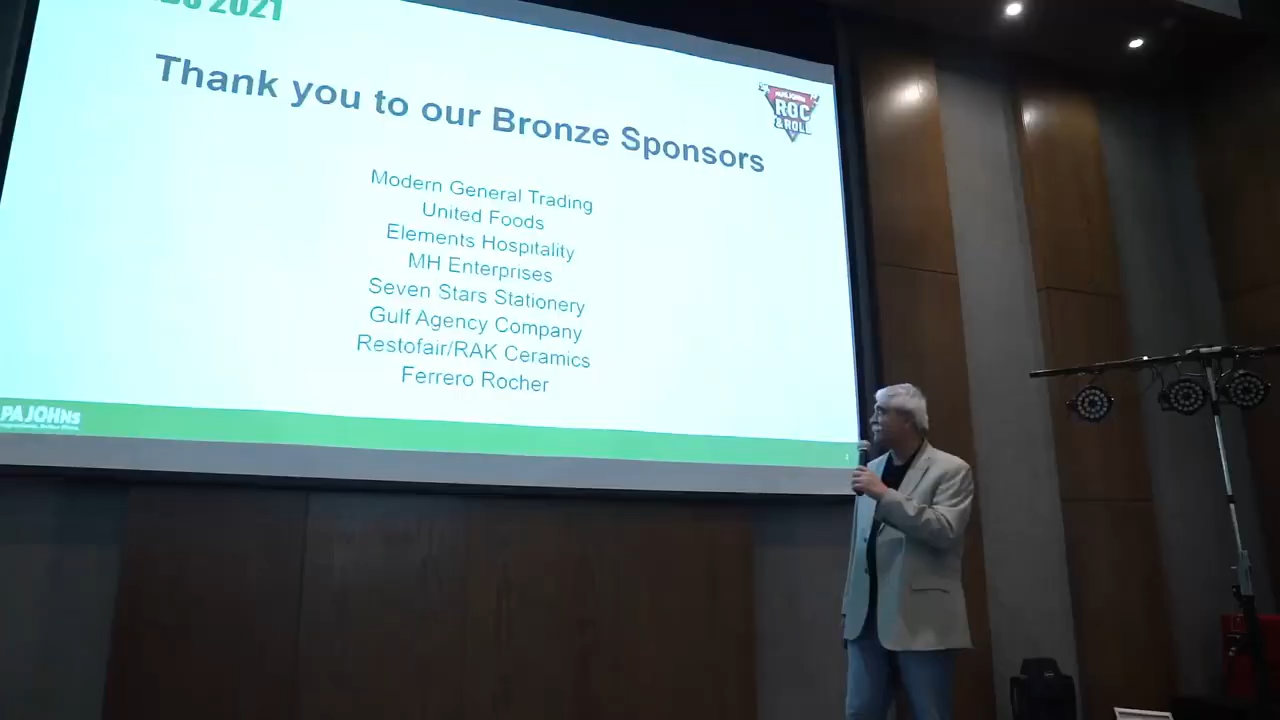 2021
Thank you to our Bronze Sponsors
ROC
& ROLL
Modern General Trading
United Foods
Elements Hospitality
MH Enterprises
Seven Stars Stationery
Gulf Agency Company
Restofair/RAK Ceramics
Ferrero Rocher
PA JOHNs